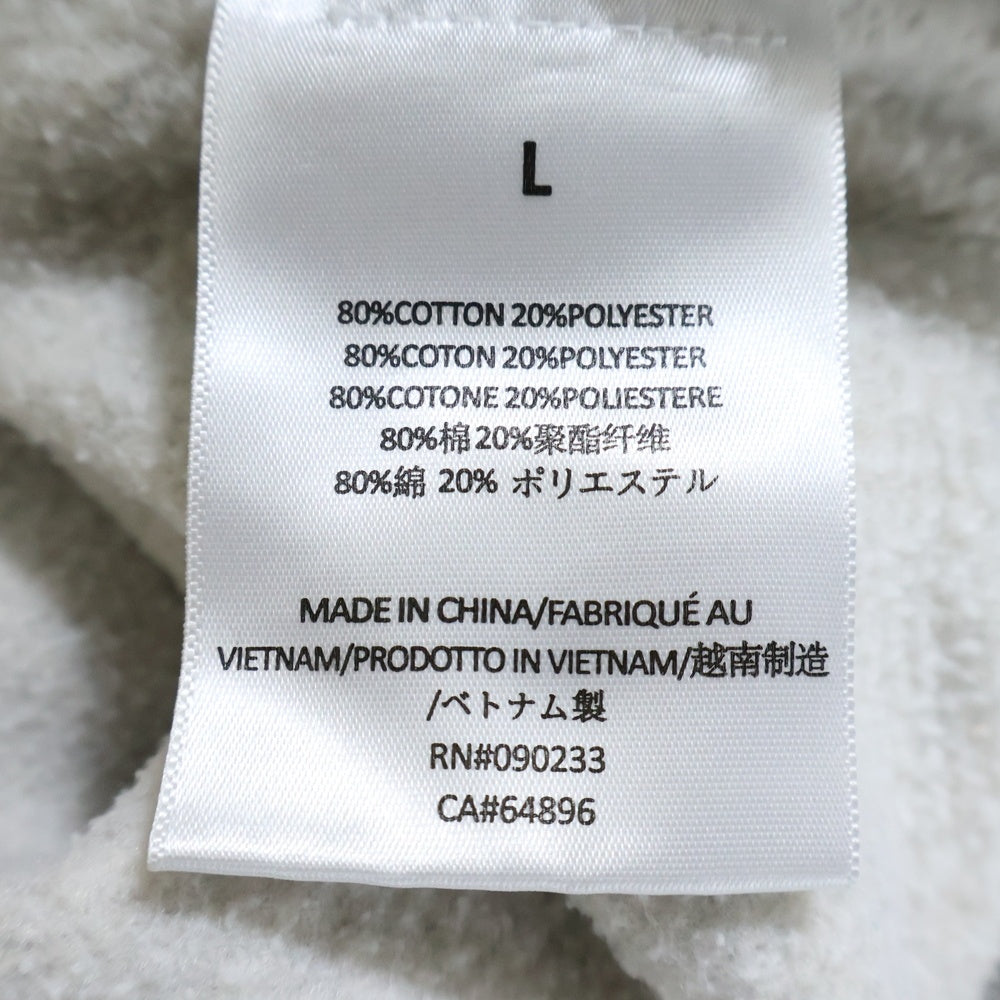 L
80%COTTON 20%POLYESTER
80%COTON 20%POLYESTER
80%COTONE 20%POLIESTERE
80%棉20%聚酯纤维
80%綿 20% ポリエステル
MADE IN CHINA/FABRIQUÉ AU
VIETNAM/PRODOTTO IN VIETNAM/越南制造
/ベトナム製
RN#090233
CA#64896